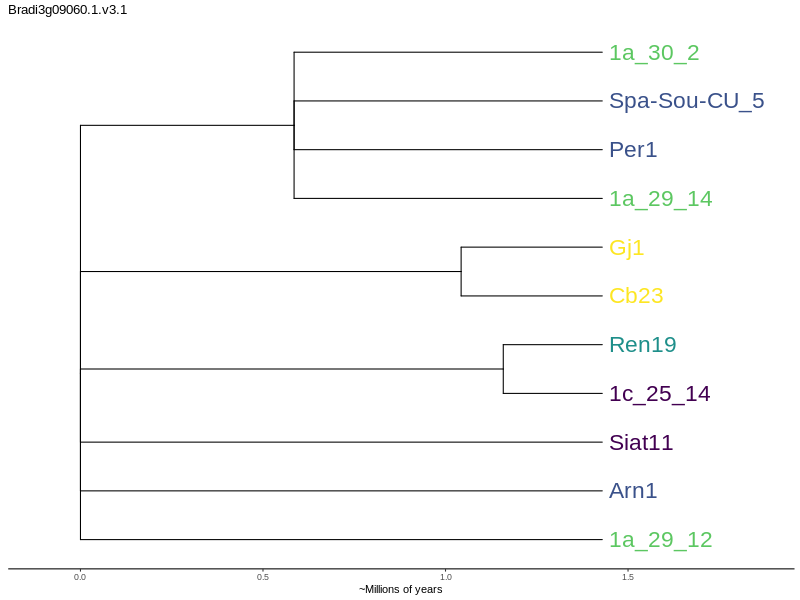 Bradi3g09060.1.v3.1
1a_30_2
Spa-Sou-CU_5
Per1
1a_29_14
Gj1
Cb23
Ren19
1c_25_14
Siat11
Arn1
1a_29_12
0.0 0.5 1.0 1.5
~Millions of years